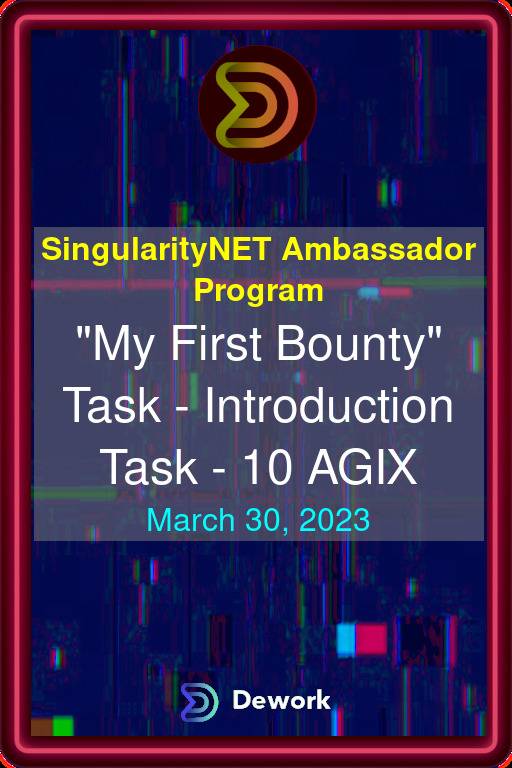 SingularityNET Ambassador
Program
"My First Bounty"
Task - Introduction
Task - 10 AGIX
March 30, 2023
Dework